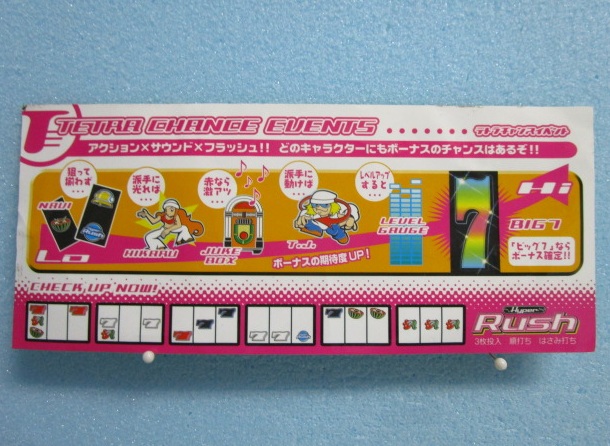 TETRA CHANCE EVENTS
テトラチャンスイベント
アクション×サウンド×フラッシュ!! どのキャラクターにもボーナスのチャンスはあるぞ!!
狙って
揃わず
…
派手に
光れば
…
赤なら
激アツ
…
派手に
動けば
…
レベルアップ
すると
…
Hi
NAVI
HIKARU
JUKE
BOX
LEVEL
GAUGE
7
BIG7
「ビッグ7」なら
ボーナス確定!!
Lo
ボーナスの期待度UP!
CHECK UP NOW!
Hyper
Rush
3枚投入 順打ち はさみ打ち